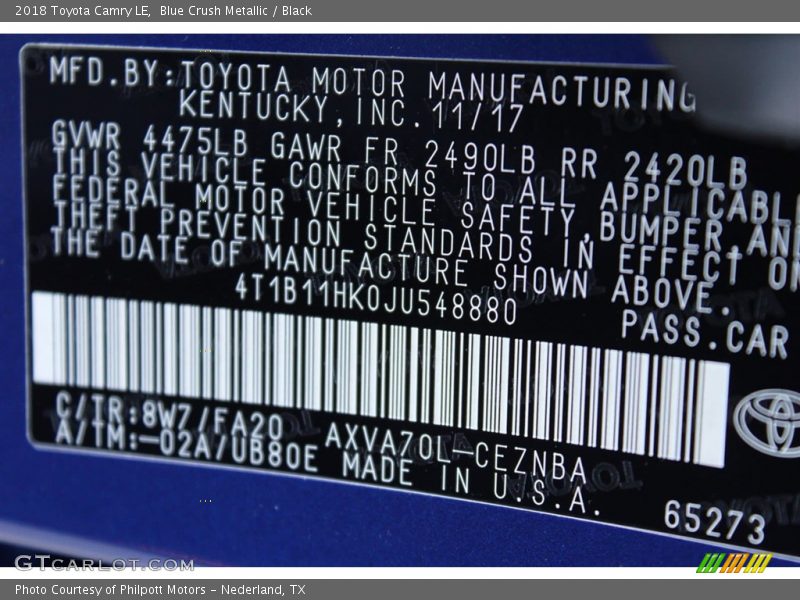 2018 Toyota Camry LE, Blue Crush Metallic / Black
MFD.BY:TOYOTA MOTOR MANUFACTURING
KENTUCKY,INC. 11/17
GVWR 4475LB GAWR FR 2490LB RR 2420LB
THIS VEHICLE CONFORMS TO ALL APPLICABL
FEDERAL MOTOR VEHICLE SAFETY,BUMPER,AND
THEFT PREVENTION STANDARDS IN EFFECT ON
THE DATE OF MANUFACTURE SHOWN ABOVE.
4T1B11HK0JU548880
PASS.CAR
C/TR:8W7/FA20 AXVA70L-CEZNBA
A/TM:-02A/UB80E MADE IN U.S.A.
65273
GTCARLOT.COM
Photo Courtesy of Philpott Motors - Nederland, TX